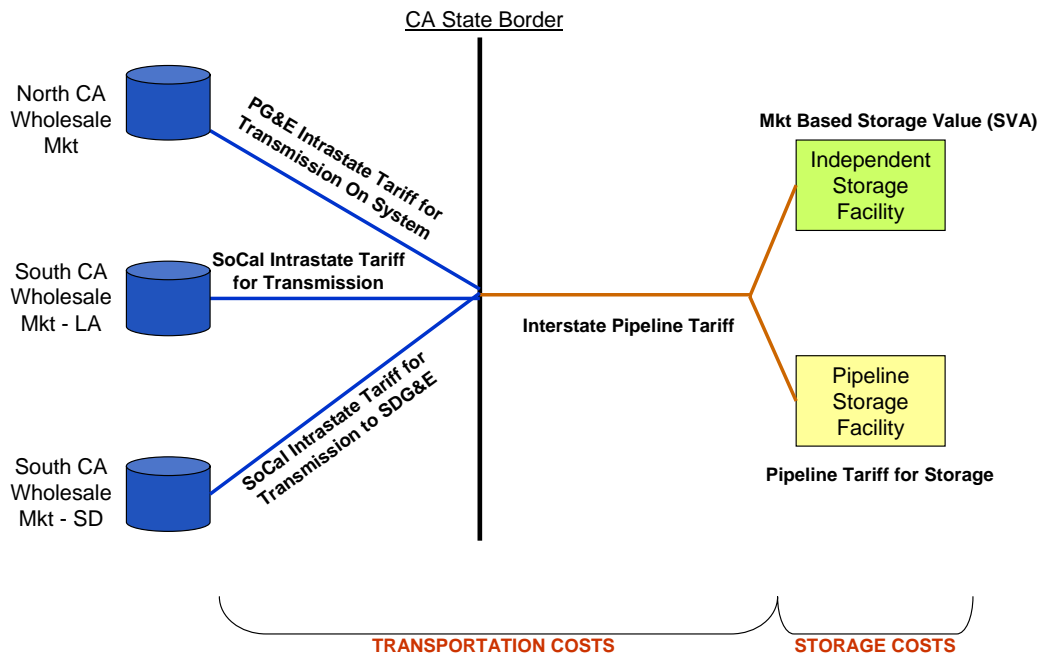 CA State Border
North CA
Wholesale
Mkt
PG&E Intrastate Tariff for
Transmission On System
Mkt Based Storage Value (SVA)
Independent
Storage
Facility
South CA
Wholesale
Mkt - LA
SoCal Intrastate Tariff
for Transmission
Interstate Pipeline Tariff
Pipeline
Storage
Facility
South CA
Wholesale
Mkt - SD
SoCal Intrastate Tariff for
Transmission to SDG&E
Pipeline Tariff for Storage
TRANSPORTATION COSTS
STORAGE COSTS